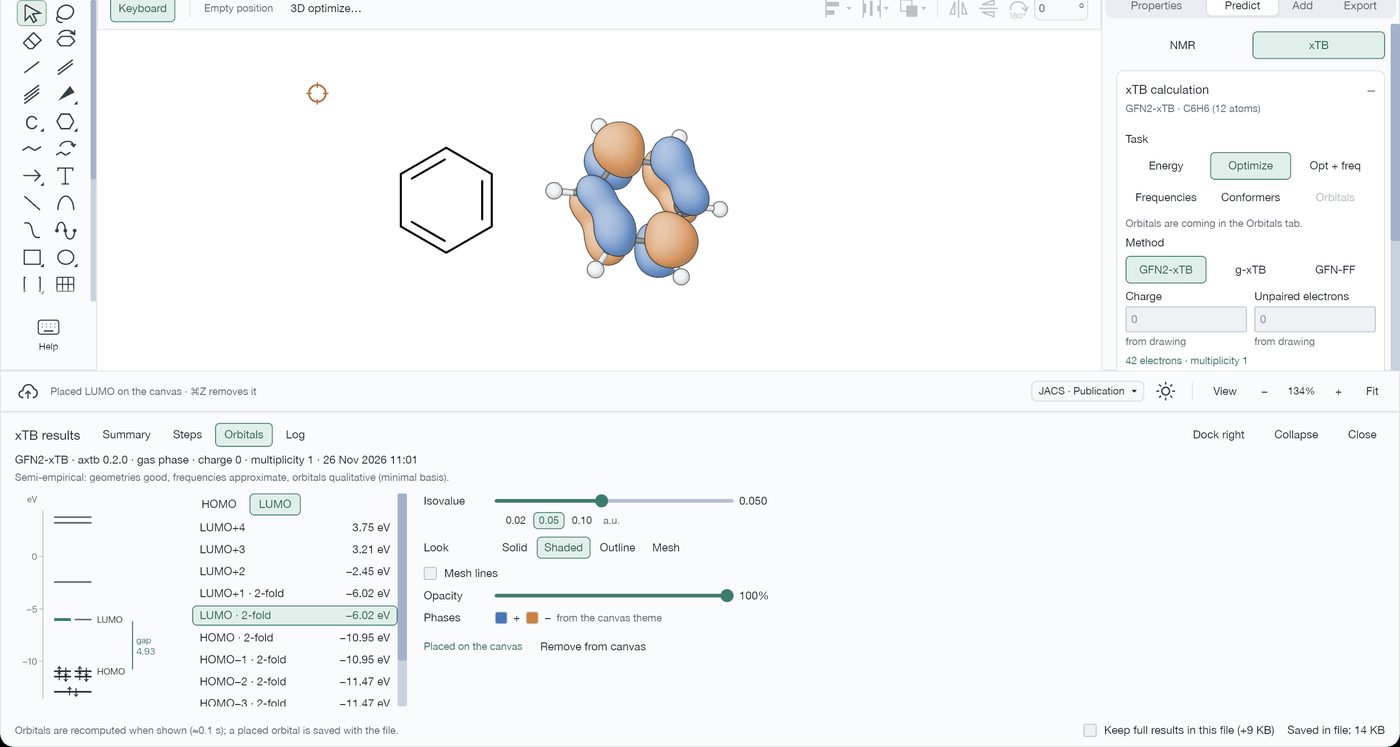 Keyboard
Empty position
3D optimize…
180°
0 °
Properties
Predict
Add
Export
NMR
xTB
xTB calculation
GFN2-xTB · C6H6 (12 atoms)
Task
Energy
Optimize
Opt + freq
Frequencies
Conformers
Orbitals
Orbitals are coming in the Orbitals tab.
Method
GFN2-xTB
g-xTB
GFN-FF
Charge
Unpaired electrons
0
0
from drawing
from drawing
42 electrons · multiplicity 1
C
T
Help
Placed LUMO on the canvas · ⌘Z removes it
JACS · Publication
View
−
134%
+
Fit
xTB results
Summary
Steps
Orbitals
Log
Dock right
Collapse
Close
GFN2-xTB · axtb 0.2.0 · gas phase · charge 0 · multiplicity 1 · 26 Nov 2026 11:01
Semi-empirical: geometries good, frequencies approximate, orbitals qualitative (minimal basis).
eV
0
−5
−10
LUMO
gap
4.93
HOMO
HOMO
LUMO
LUMO+4 3.75 eV
LUMO+3 3.21 eV
LUMO+2 −2.45 eV
LUMO+1 · 2-fold −6.02 eV
LUMO · 2-fold −6.02 eV
HOMO · 2-fold −10.95 eV
HOMO−1 · 2-fold −10.95 eV
HOMO−2 · 2-fold −11.47 eV
HOMO−3 · 2-fold −11.47 eV
Isovalue
0.050
0.02
0.05
0.10
a.u.
Look
Solid
Shaded
Outline
Mesh
Mesh lines
Opacity
100%
Phases
+
−
from the canvas theme
Placed on the canvas
Remove from canvas
Orbitals are recomputed when shown (≈0.1 s); a placed orbital is saved with the file.
Keep full results in this file (+9 KB)
Saved in file: 14 KB